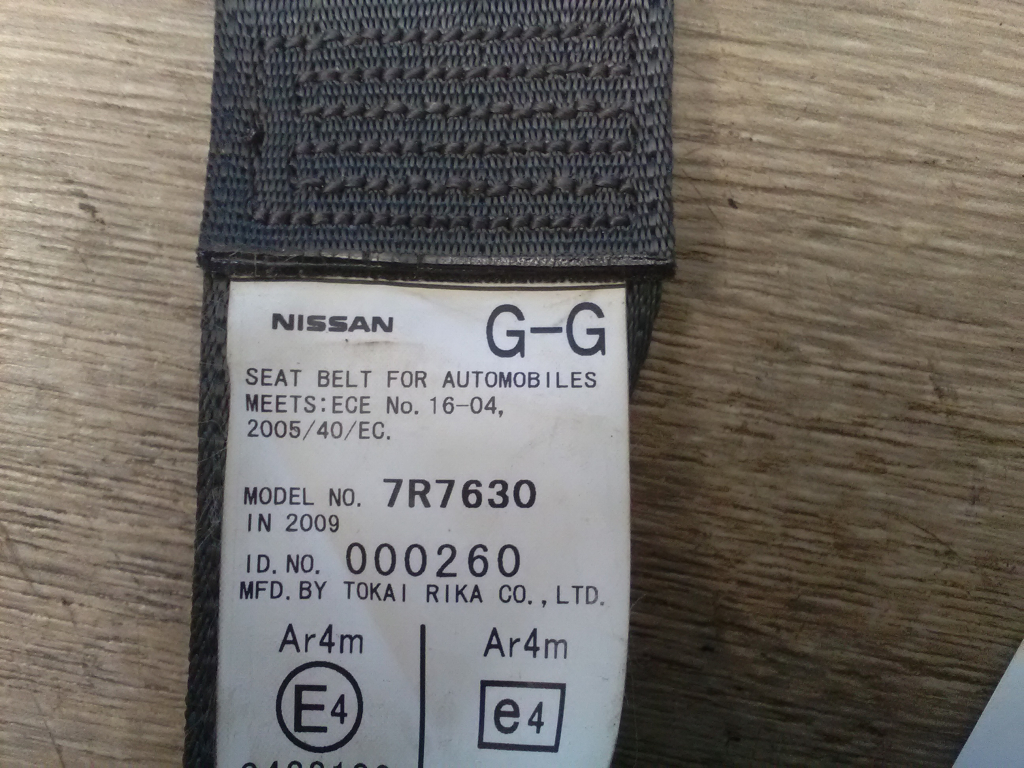 NISSAN
G-G
SEAT BELT FOR AUTOMOBILES
MEETS:ECE No.16-04,
2005/40/EC.
MODEL NO. 7R7630
IN 2009
ID.NO. 000260
MFD.BY TOKAI RIKA CO.,LTD.
Ar4m Ar4m
E4 e4